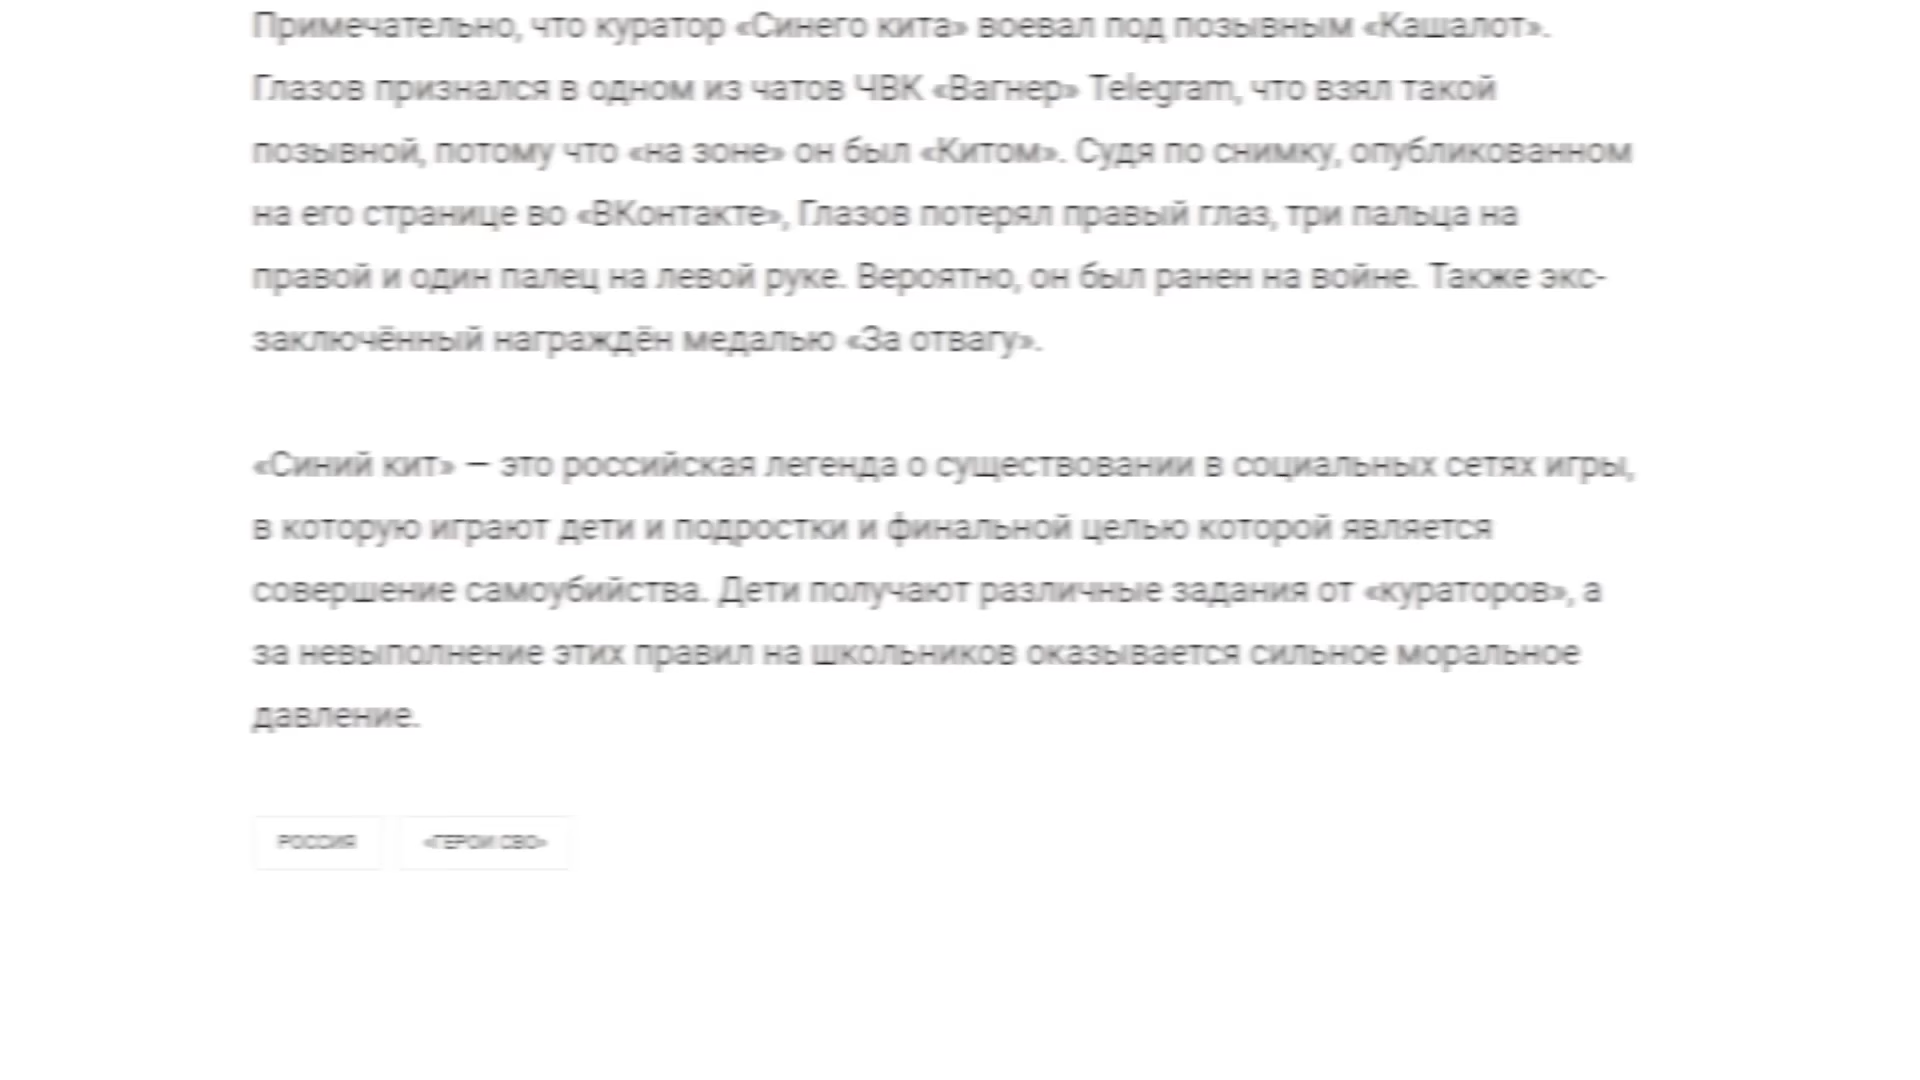 Примечательно, что куратор «Синего кита» воевал под позывным «Кашалот».
Глазов признался в одном из чатов ЧВК «Вагнер» Telegram, что взял такой
позывной, потому что «на зоне» он был «Китом». Судя по снимку, опубликованном
на его странице во «ВКонтакте», Глазов потерял правый глаз, три пальца на
правой и один палец на левой руке. Вероятно, он был ранен на войне. Также экс-
заключённый награждён медалью «За отвагу».
«Синий кит» — это российская легенда о существовании в социальных сетях игры,
в которую играют дети и подростки и финальной целью которой является
совершение самоубийства. Дети получают различные задания от «кураторов», а
за невыполнение этих правил на школьников оказывается сильное моральное
давление.
РОССИЯ «ГЕРОИ СВО»